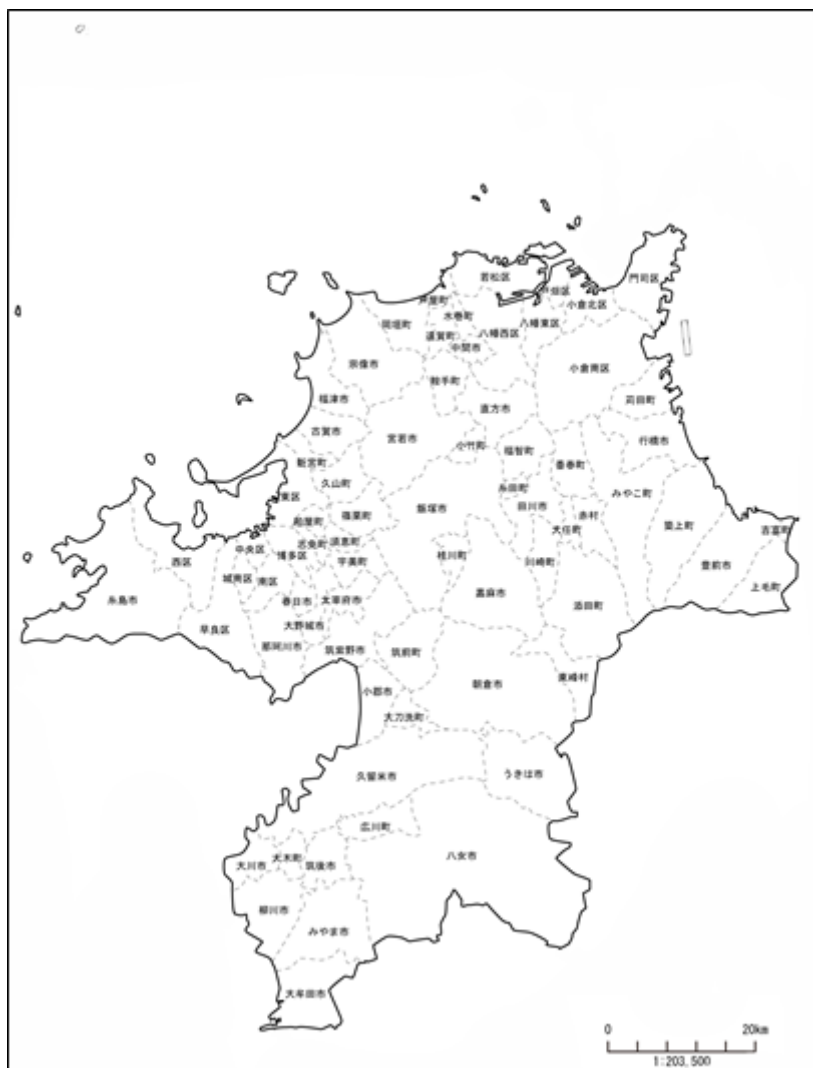 若松区
門司区
戸畑区
芦屋町
小倉北区
水巻町
岡垣町
八幡東区
遠賀町
八幡西区
中間市
宗像市
小倉南区
鞍手町
福津市
苅田町
直方市
古賀市
宮若市
行橋市
小竹町
福智町
新宮町
香春町
久山町
糸田町
みやこ町
東区
飯塚市
田川市
赤村
粕屋町
篠栗町
大任町
築上町
吉富町
志免町
須恵町
中央区
博多区
桂川町
西区
宇美町
川崎町
豊前市
城南区
南区
上毛町
嘉麻市
糸島市
春日市
太宰府市
添田町
早良区
大野城市
那珂川市
筑紫野市
筑前町
東峰村
朝倉市
小郡市
大刀洗町
久留米市
うきは市
広川町
八女市
大木町
大川市
筑後市
柳川市
みやま市
大牟田市
0
20km
1:203,500